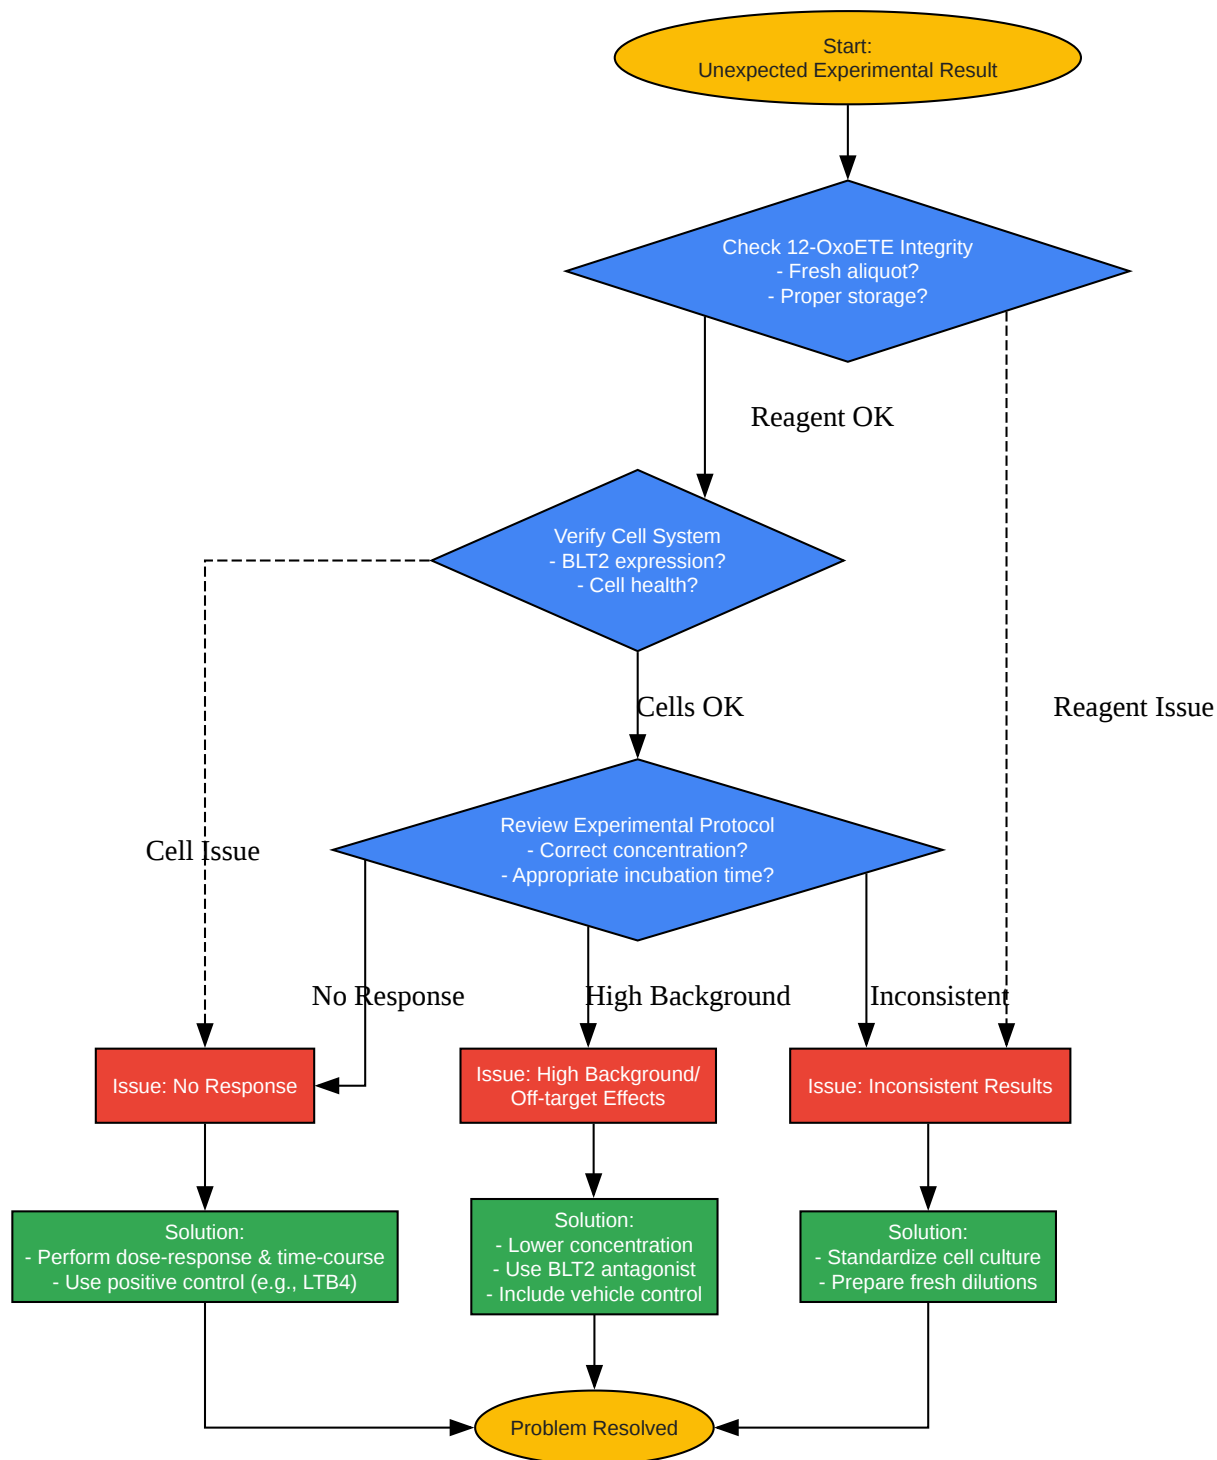 Start:
Unexpected Experimental Result
Check 12-OxoETE Integrity
- Fresh aliquot?
- Proper storage?
Reagent OK
Verify Cell System
- BLT2 expression?
- Cell health?
Cells OK
Reagent Issue
Review Experimental Protocol
- Correct concentration?
- Appropriate incubation time?
Cell Issue
No Response
High Background
Inconsistent
Issue: No Response
Issue: High Background/
Off-target Effects
Issue: Inconsistent Results
Solution:
- Perform dose-response & time-course
- Use positive control (e.g., LTB4)
Solution:
- Lower concentration
- Use BLT2 antagonist
- Include vehicle control
Solution:
- Standardize cell culture
- Prepare fresh dilutions
Problem Resolved